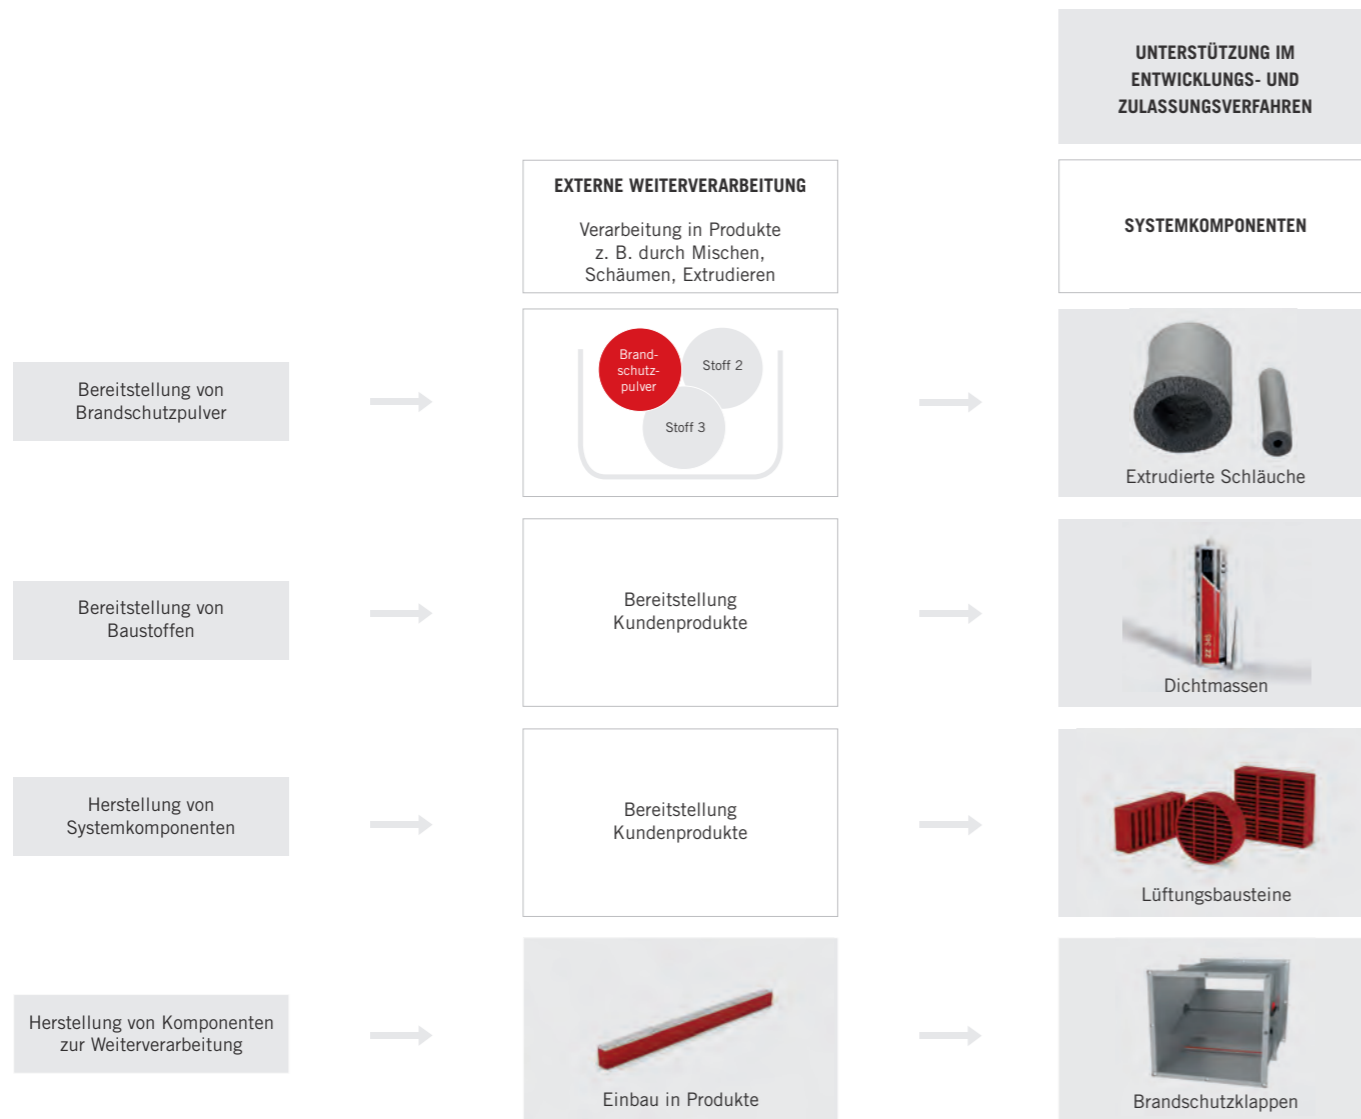 UNTERSTÜTZUNG IM
ENTWICKLUNGS- UND
ZULASSUNGSVERFAHREN
EXTERNE WEITERVERARBEITUNG
Verarbeitung in Produkte
z. B. durch Mischen,
Schäumen, Extrudieren
SYSTEMKOMPONENTEN
Bereitstellung von
Brandschutzpulver
Brand-
schutz-
pulver
Stoff 2
Stoff 3
Extrudierte Schläuche
Bereitstellung von
Baustoffen
Bereitstellung
Kundenprodukte
ZZ 345
Dichtmassen
Herstellung von
Systemkomponenten
Bereitstellung
Kundenprodukte
Lüftungsbausteine
Herstellung von Komponenten
zur Weiterverarbeitung
Einbau in Produkte
Brandschutzklappen